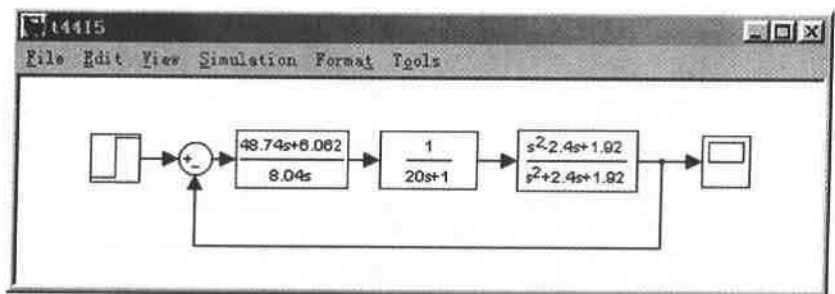 t4415
File Edit View Simulation Format Tools
48.74s+6.062
8.04s
1
20s+1
s²-2.4s+1.92
s²+2.4s+1.92